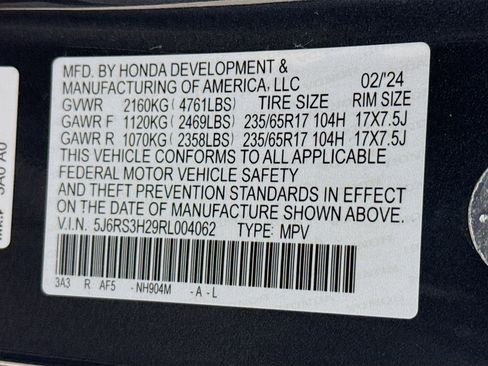 MFD. BY HONDA DEVELOPMENT &
MANUFACTURING OF AMERICA, LLC 02/'24
GVWR 2160KG(4761LBS) TIRE SIZE RIM SIZE
GAWR F 1120KG(2469LBS) 235/65R17 104H 17X7.5J
GAWR R 1070KG(2358LBS) 235/65R17 104H 17X7.5J
THIS VEHICLE CONFORMS TO ALL APPLICABLE
FEDERAL MOTOR VEHICLE SAFETY
AND THEFT PREVENTION STANDARDS IN EFFECT
ON THE DATE OF MANUFACTURE SHOWN ABOVE.
V.I.N. 5J6RS3H29RL004062 TYPE: MPV
3A3 R AF5 - NH904M - A - L